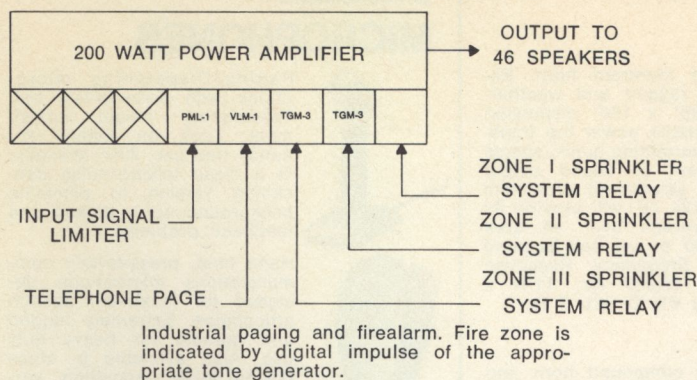 200 WATT POWER AMPLIFIER
OUTPUT TO
46 SPEAKERS
PML-1 VLM-1 TGM-3 TGM-3
ZONE I SPRINKLER
SYSTEM RELAY
INPUT SIGNAL
LIMITER
ZONE II SPRINKLER
SYSTEM RELAY
ZONE III SPRINKLER
SYSTEM RELAY
TELEPHONE PAGE
Industrial paging and firealarm. Fire zone is
indicated by digital impulse of the appro-
priate tone generator.